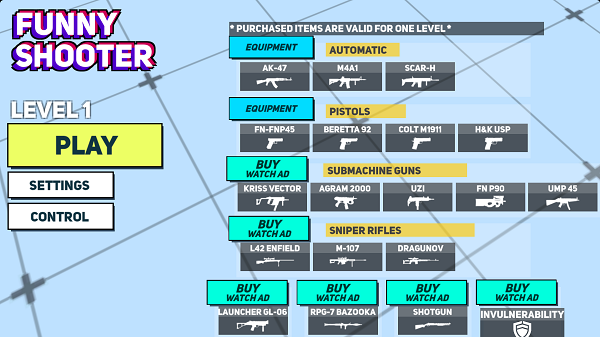 FUNNY
SHOOTER
LEVEL 1
PLAY
SETTINGS
CONTROL
* PURCHASED ITEMS ARE VALID FOR ONE LEVEL *
EQUIPMENT
AUTOMATIC
AK-47 M4A1 SCAR-H
EQUIPMENT
PISTOLS
FN-FNP45 BERETTA 92 COLT M1911 H&K USP
BUY
WATCH AD
SUBMACHINE GUNS
KRISS VECTOR AGRAM 2000 UZI FN P90 UMP 45
BUY
WATCH AD
SNIPER RIFLES
L42 ENFIELD M-107 DRAGUNOV
BUY BUY BUY BUY
WATCH AD WATCH AD WATCH AD WATCH AD
LAUNCHER GL-06 RPG-7 BAZOOKA SHOTGUN INVULNERABILITY